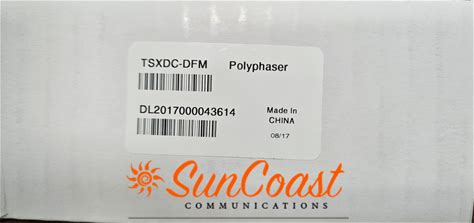 TSXDC-DFM Polyphaser
DL2017000043614 Made In
CHINA
08/17
SunCoast
COMMUNICATIONS